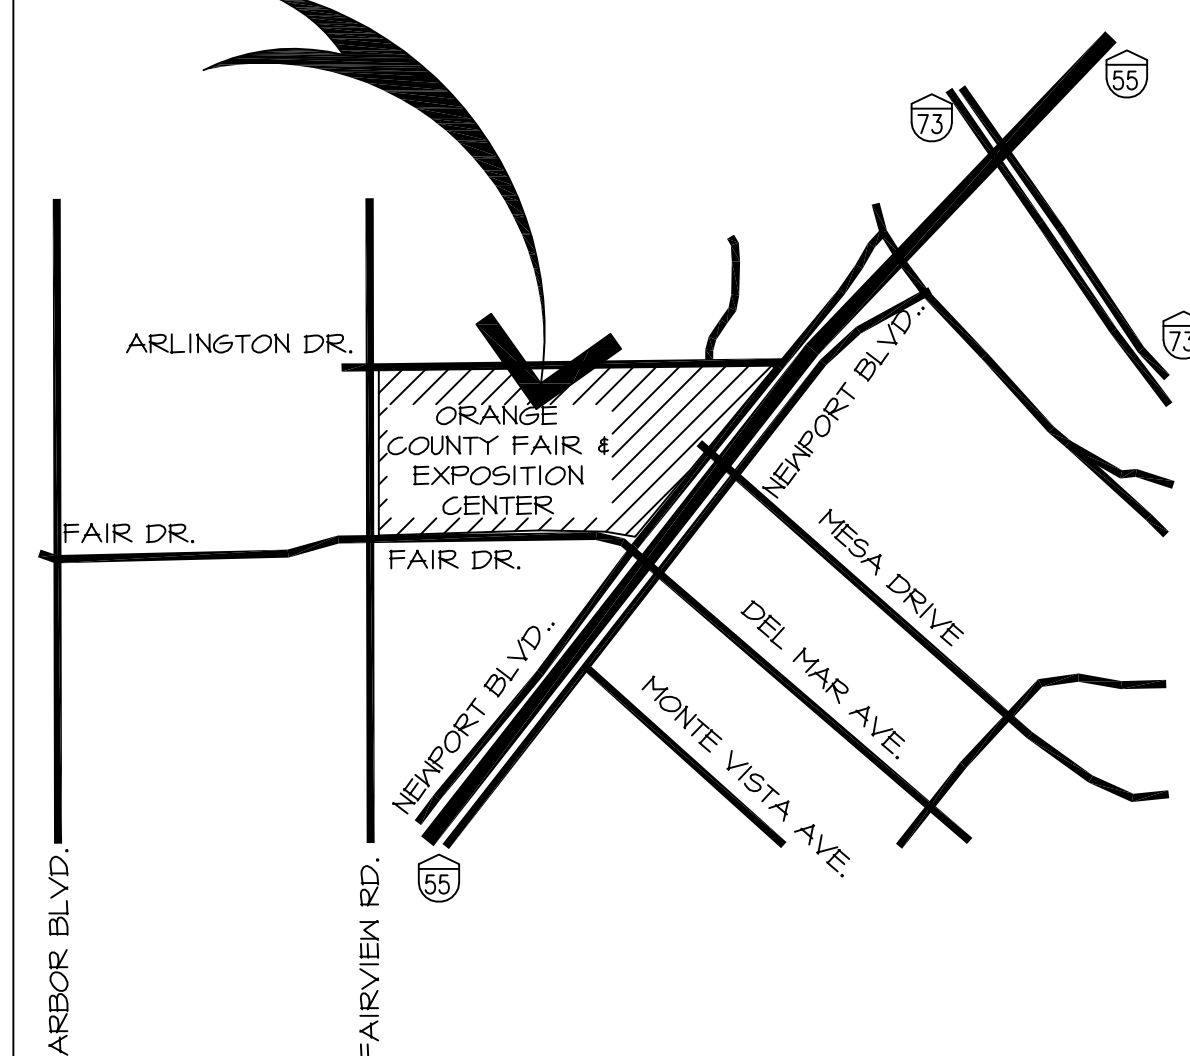 55
73
73
ARLINGTON DR.
NEWPORT BLVD..
ORANGE
COUNTY FAIR &
EXPOSITION
CENTER
FAIR DR.
FAIR DR.
MESA DRIVE
DEL MAR AVE.
NEWPORT BLVD..
MONTE VISTA AVE.
55
ARBOR BLVD.
FAIRVIEW RD.